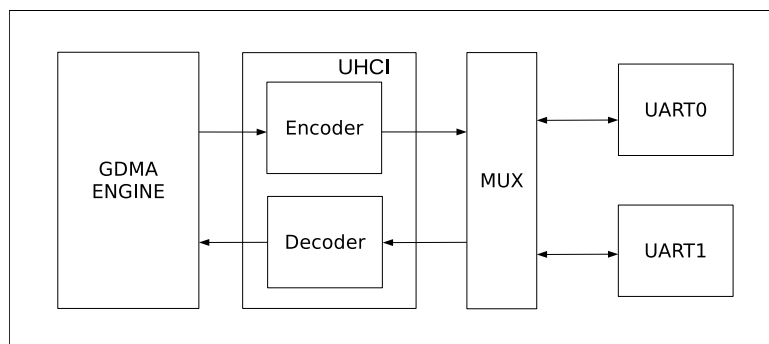 UHCI
Encoder
UART0
GDMA
ENGINE
MUX
Decoder
UART1